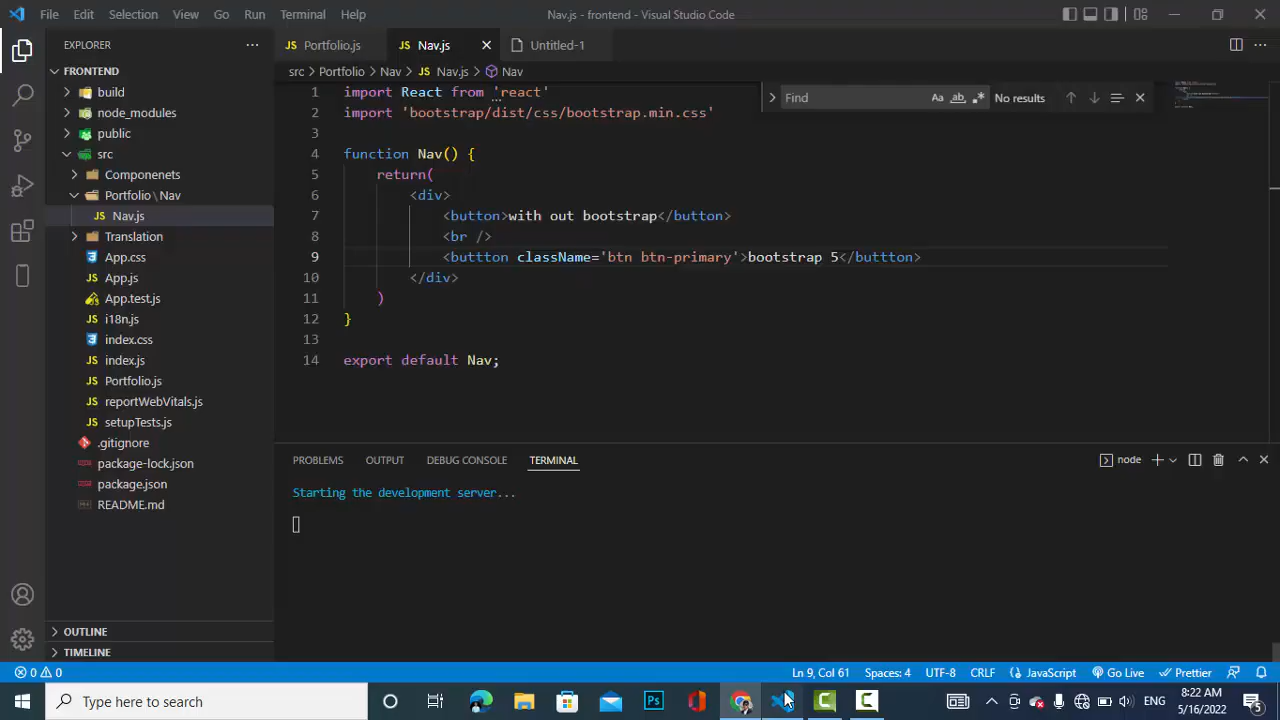 File Edit Selection View Go Run Terminal Help
Nav.js - frontend - Visual Studio Code
EXPLORER
Portfolio.js
Nav.js
Untitled-1
FRONTEND
build
node_modules
public
src
Componenets
Portfolio\Nav
Nav.js
Translation
App.css
App.js
App.test.js
i18n.js
index.css
index.js
Portfolio.js
reportWebVitals.js
setupTests.js
.gitignore
package-lock.json
package.json
README.md
OUTLINE
TIMELINE
src > Portfolio > Nav > Nav.js > Nav
Find
Aa
ab
No results
1 import React from 'react'
2 import 'bootstrap/dist/css/bootstrap.min.css'
3
4 function Nav() {
5 return(
6 <div>
7 <button>with out bootstrap</button>
8 <br />
9 <buttton className='btn btn-primary'>bootstrap 5</buttton>
10 </div>
11 )
12 }
13
14 export default Nav;
PROBLEMS OUTPUT DEBUG CONSOLE TERMINAL
node
Starting the development server...
0 0
Ln 9, Col 61 Spaces: 4 UTF-8 CRLF JavaScript Go Live Prettier
Type here to search
Ps
ENG
8:22 AM
5/16/2022
5